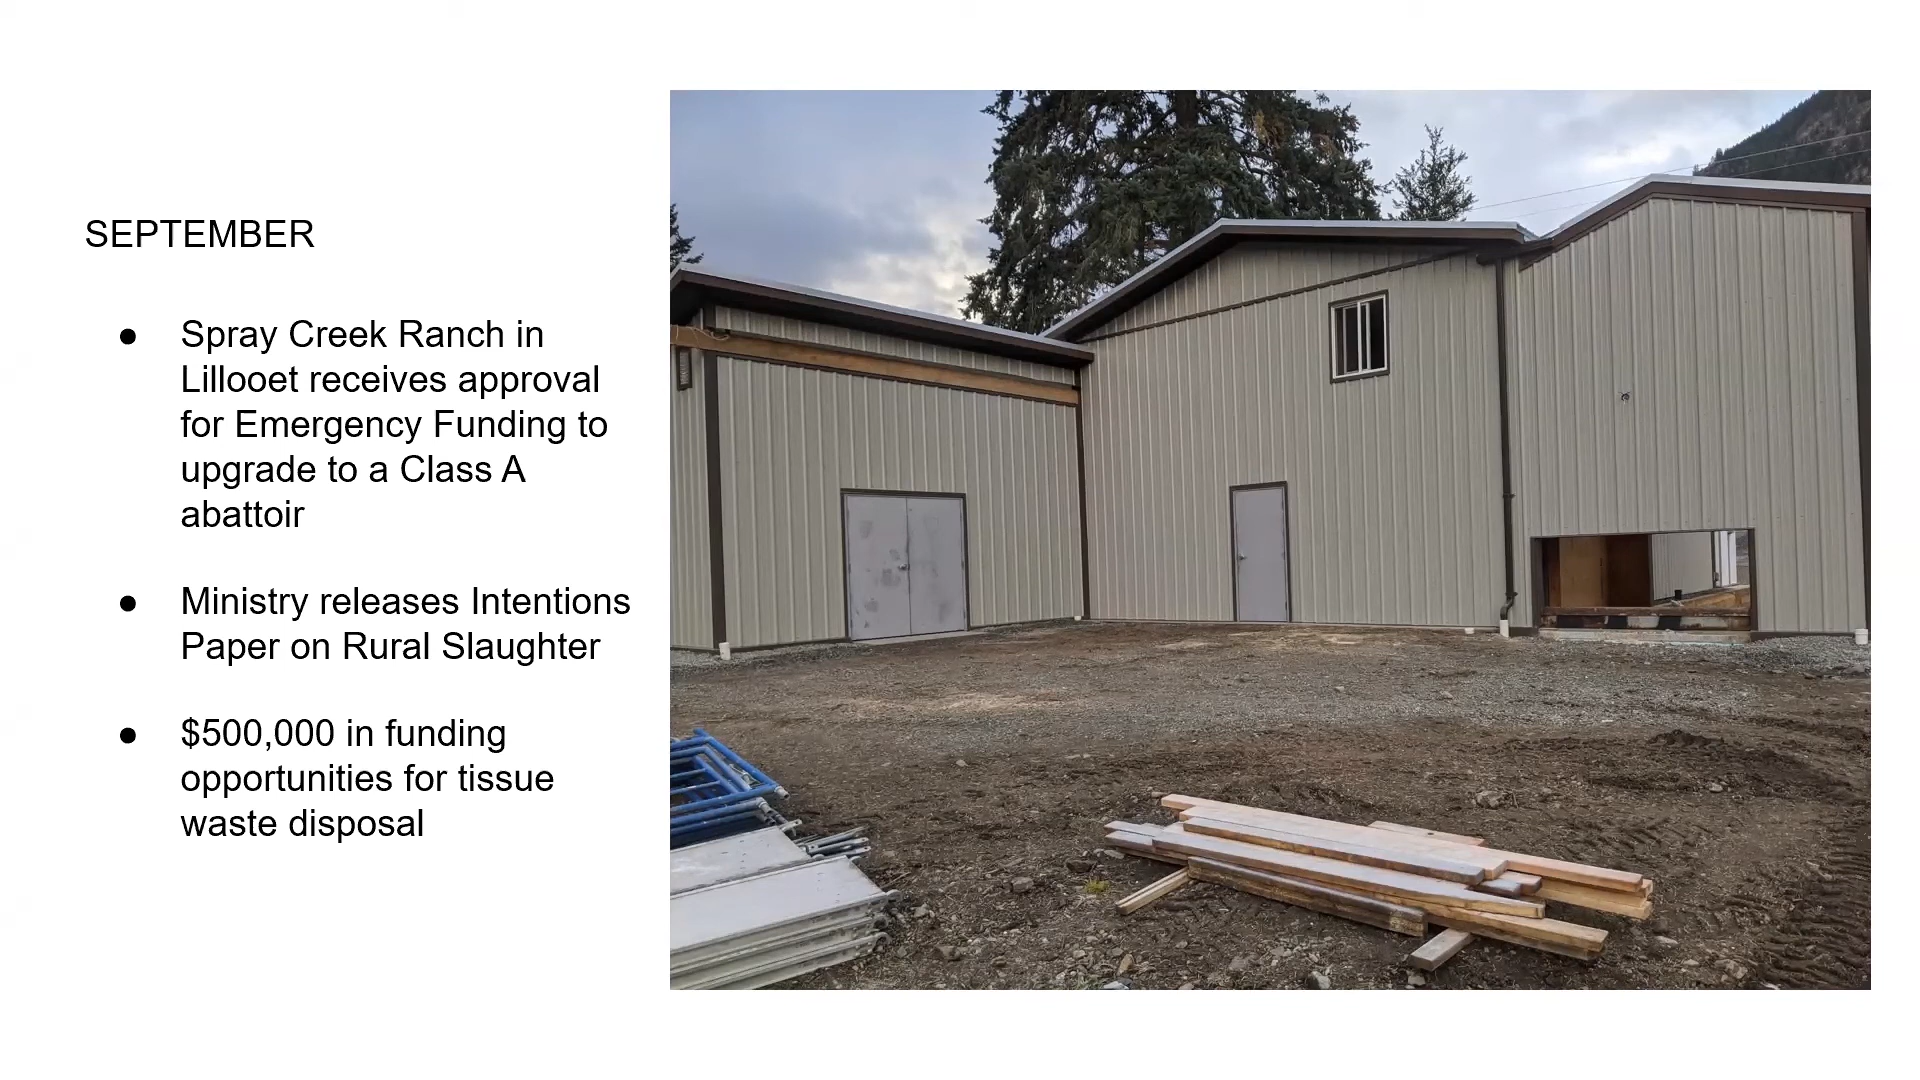 SEPTEMBER
● Spray Creek Ranch in
Lillooet receives approval
for Emergency Funding to
upgrade to a Class A
abattoir
● Ministry releases Intentions
Paper on Rural Slaughter
● $500,000 in funding
opportunities for tissue
waste disposal